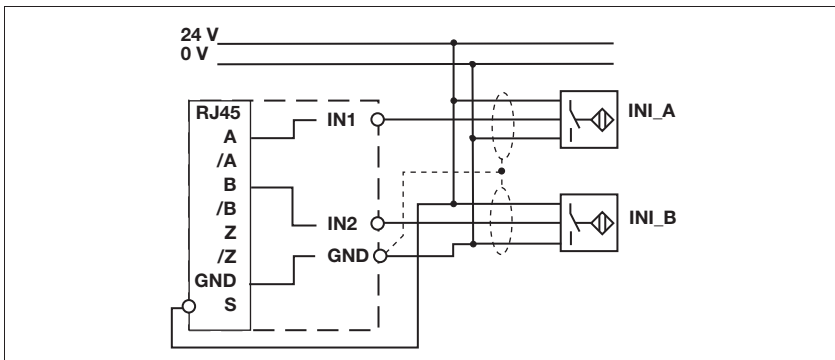 24 V
0 V
RJ45
A
/A
B
/B
Z
/Z
GND
S
IN1
IN2
GND
INI_A
INI_B